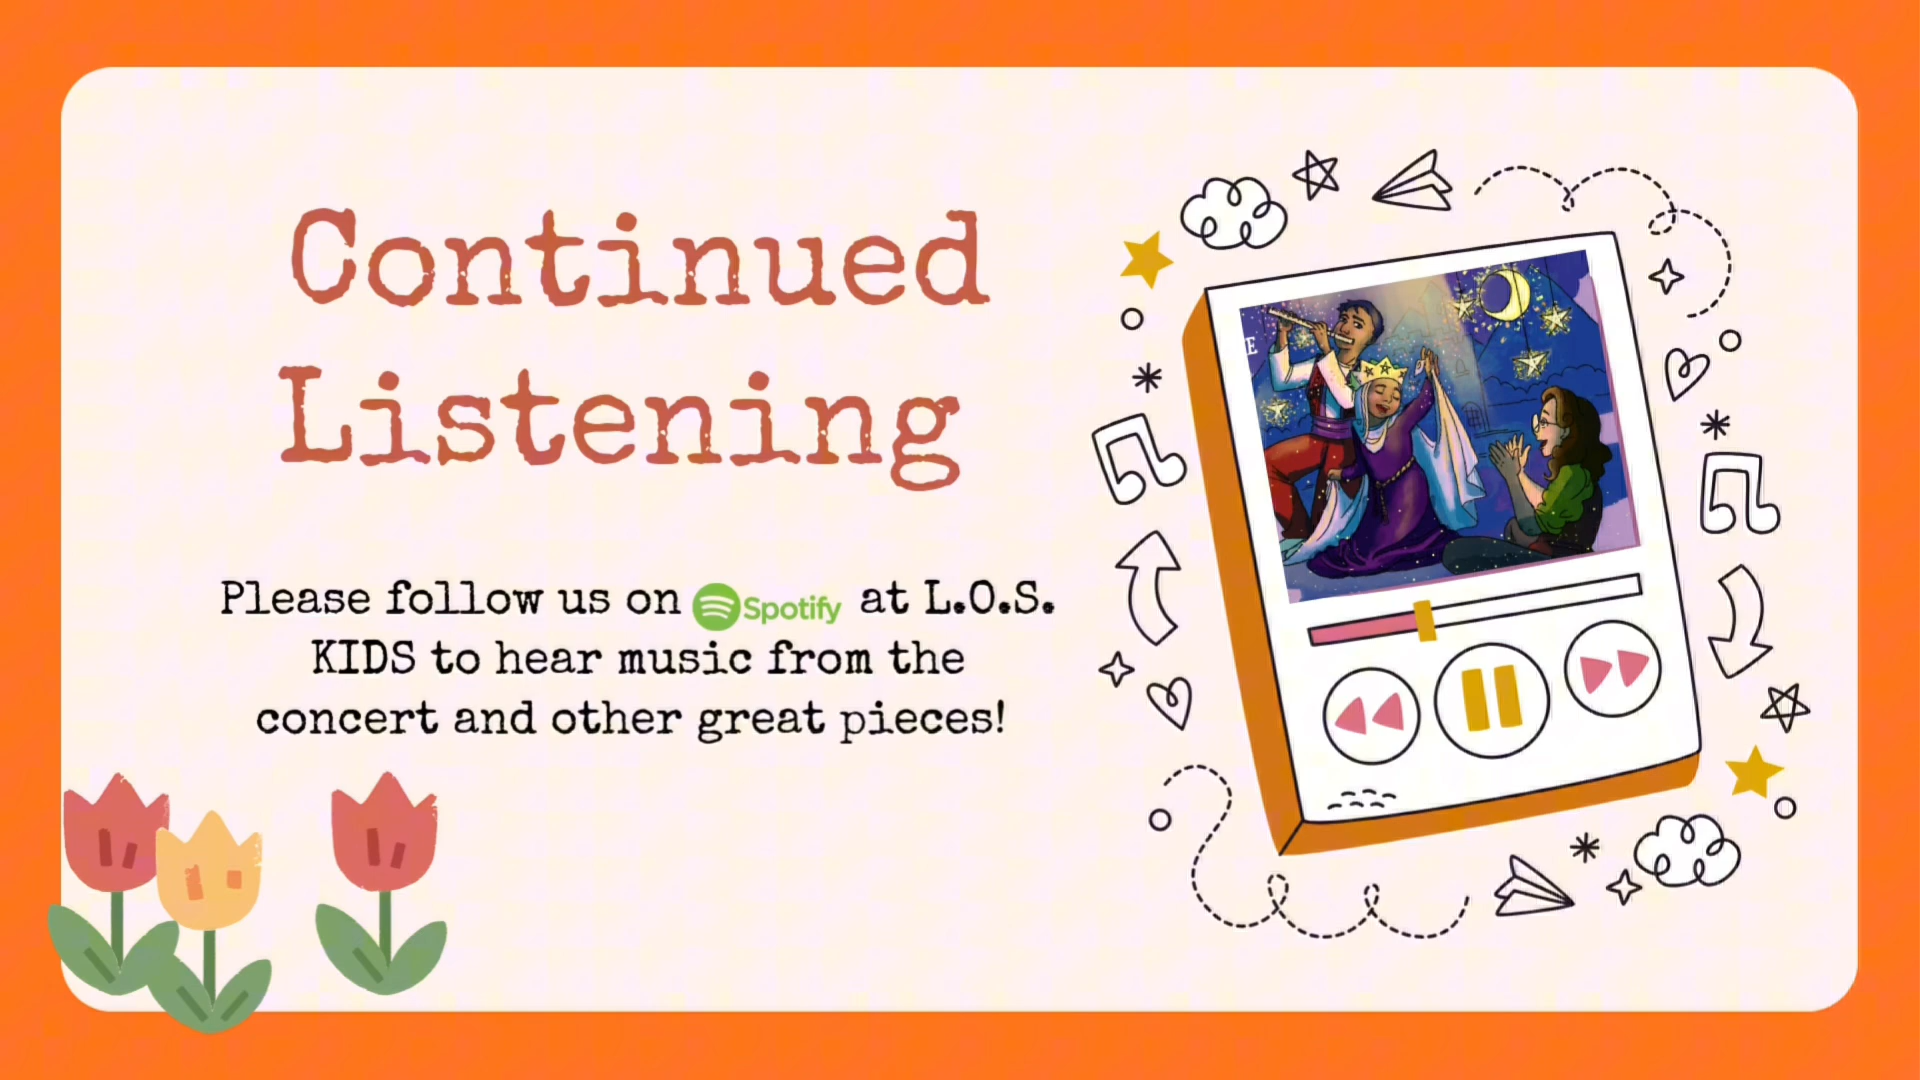 Continued
Listening
Please follow us on Spotify at L.O.S.
KIDS to hear music from the
concert and other great pieces!
E